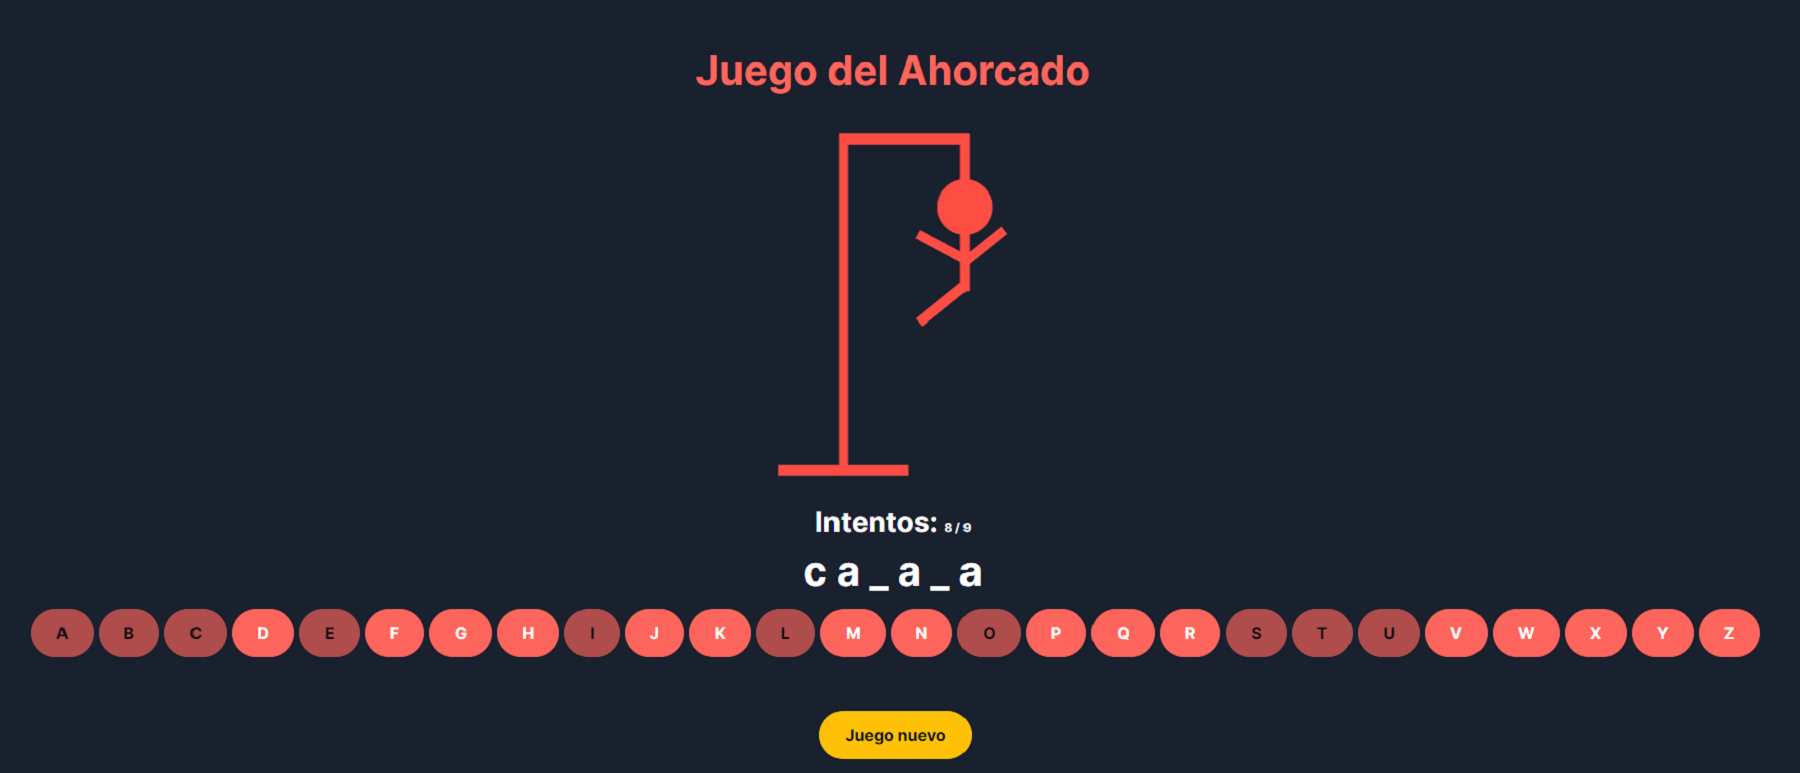 Juego del Ahorcado
Intentos: 8 / 9
c a _ a _ a
A B C D E F G H I J K L M N O P Q R S T U V W X Y Z
Juego nuevo